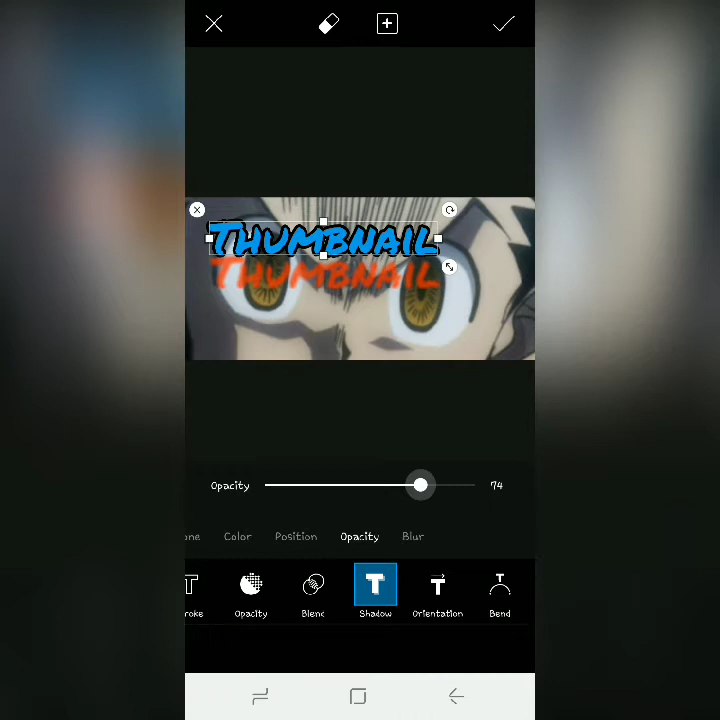 THUMBNAIL
THUMBNAIL
Opacity 74
one Color Position Opacity Blur
T T T T
roke Opacity Blend Shadow Orientation Bend